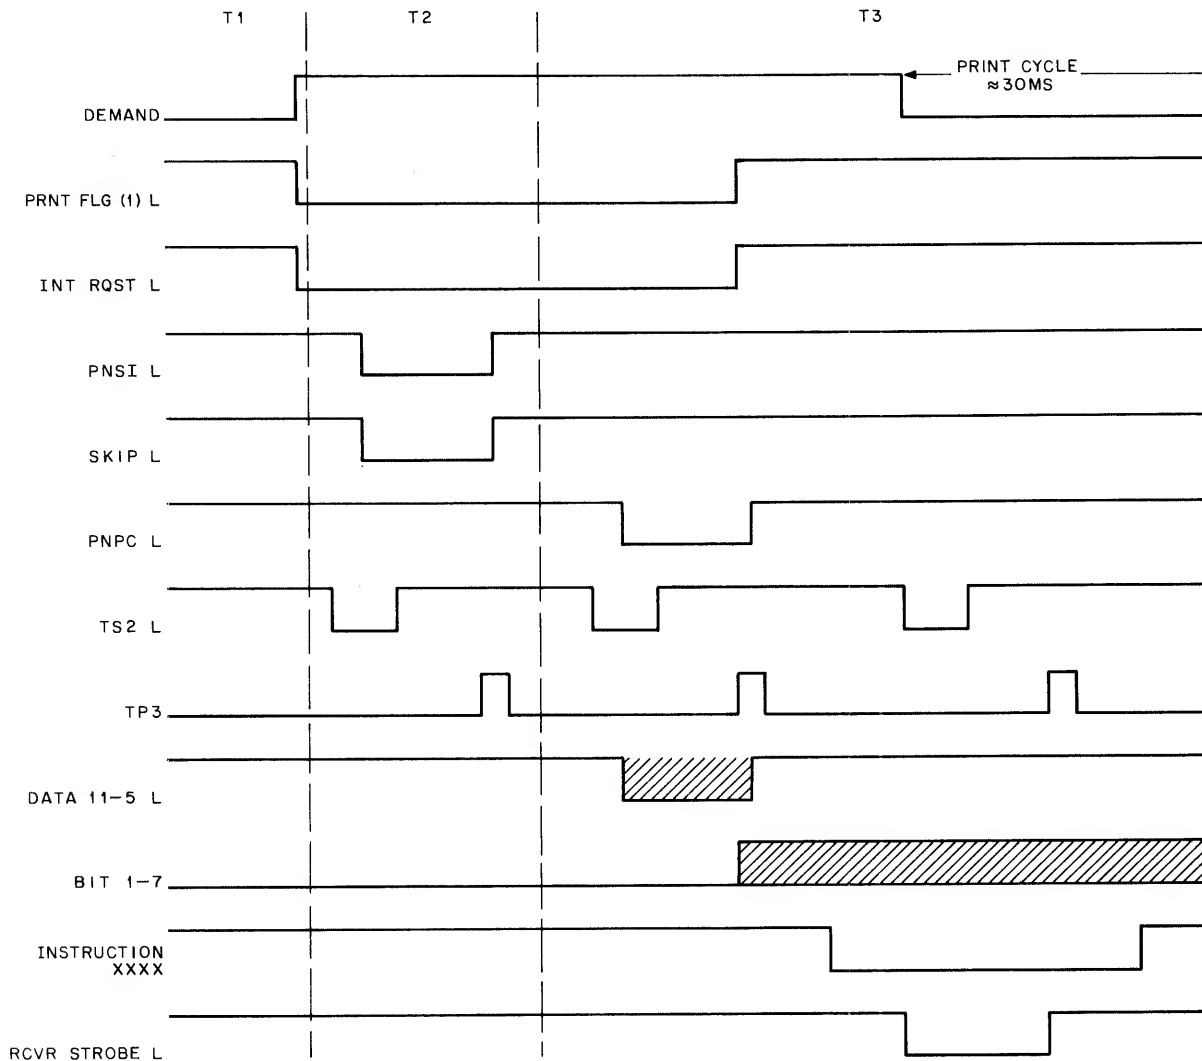 T1 T2 T3
PRINT CYCLE
≈30MS
DEMAND
PRNT FLG (1) L
INT RQST L
PNSI L
SKIP L
PNPC L
TS2 L
TP3
DATA 11-5 L
BIT 1-7
INSTRUCTION
XXXX
RCVR STROBE L